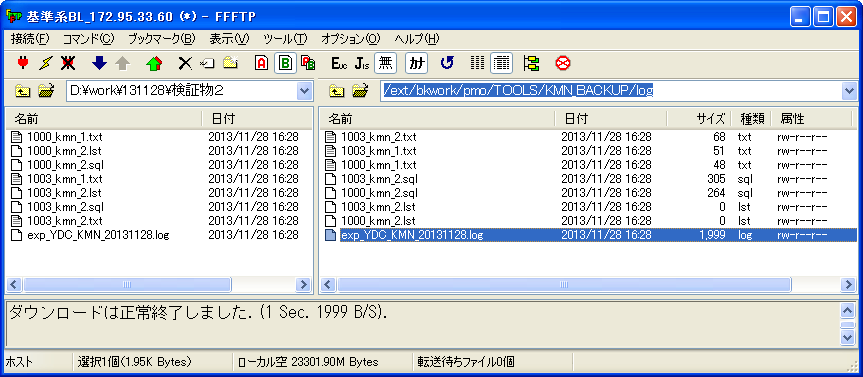 基準系BL_172.95.33.60 (*) - FFFTP
接続(F) コマンド(C) ブックマーク(B) 表示(V) ツール(T) オプション(O) ヘルプ(H)
A B EUC JIS 無 カナ
D:¥work¥131128¥検証物2 /ext/bkwork/pmo/TOOLS/KMN_BACKUP/log
名前 日付 名前 日付 サイズ 種類 属性
1000_kmn_1.txt 2013/11/28 16:28 1003_kmn_2.txt 2013/11/28 16:28 68 txt rw-r--r--
1000_kmn_2.lst 2013/11/28 16:28 1003_kmn_1.txt 2013/11/28 16:28 51 txt rw-r--r--
1000_kmn_2.sql 2013/11/28 16:28 1000_kmn_1.txt 2013/11/28 16:28 48 txt rw-r--r--
1003_kmn_1.txt 2013/11/28 16:28 1003_kmn_2.sql 2013/11/28 16:28 305 sql rw-r--r--
1003_kmn_2.lst 2013/11/28 16:28 1000_kmn_2.sql 2013/11/28 16:28 264 sql rw-r--r--
1003_kmn_2.sql 2013/11/28 16:28 1003_kmn_2.lst 2013/11/28 16:28 0 lst rw-r--r--
1003_kmn_2.txt 2013/11/28 16:28 1000_kmn_2.lst 2013/11/28 16:28 0 lst rw-r--r--
exp_YDC_KMN_20131128.log 2013/11/28 16:28 exp_YDC_KMN_20131128.log 2013/11/28 16:28 1,999 log rw-r--r--
ダウンロードは正常終了しました. (1 Sec. 1999 B/S).
ホスト 選択1個(1.95K Bytes) ローカル空 23301.90M Bytes 転送待ちファイル0個